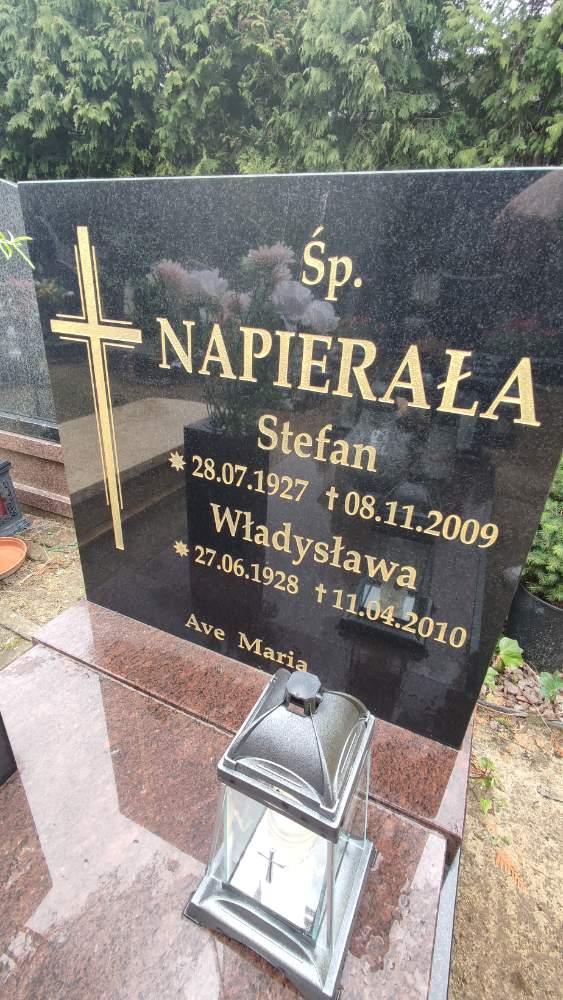 Śp.
NAPIERAŁA
Stefan
* 28.07.1927 † 08.11.2009
Władysława
* 27.06.1928 † 11.04.2010
Ave Maria